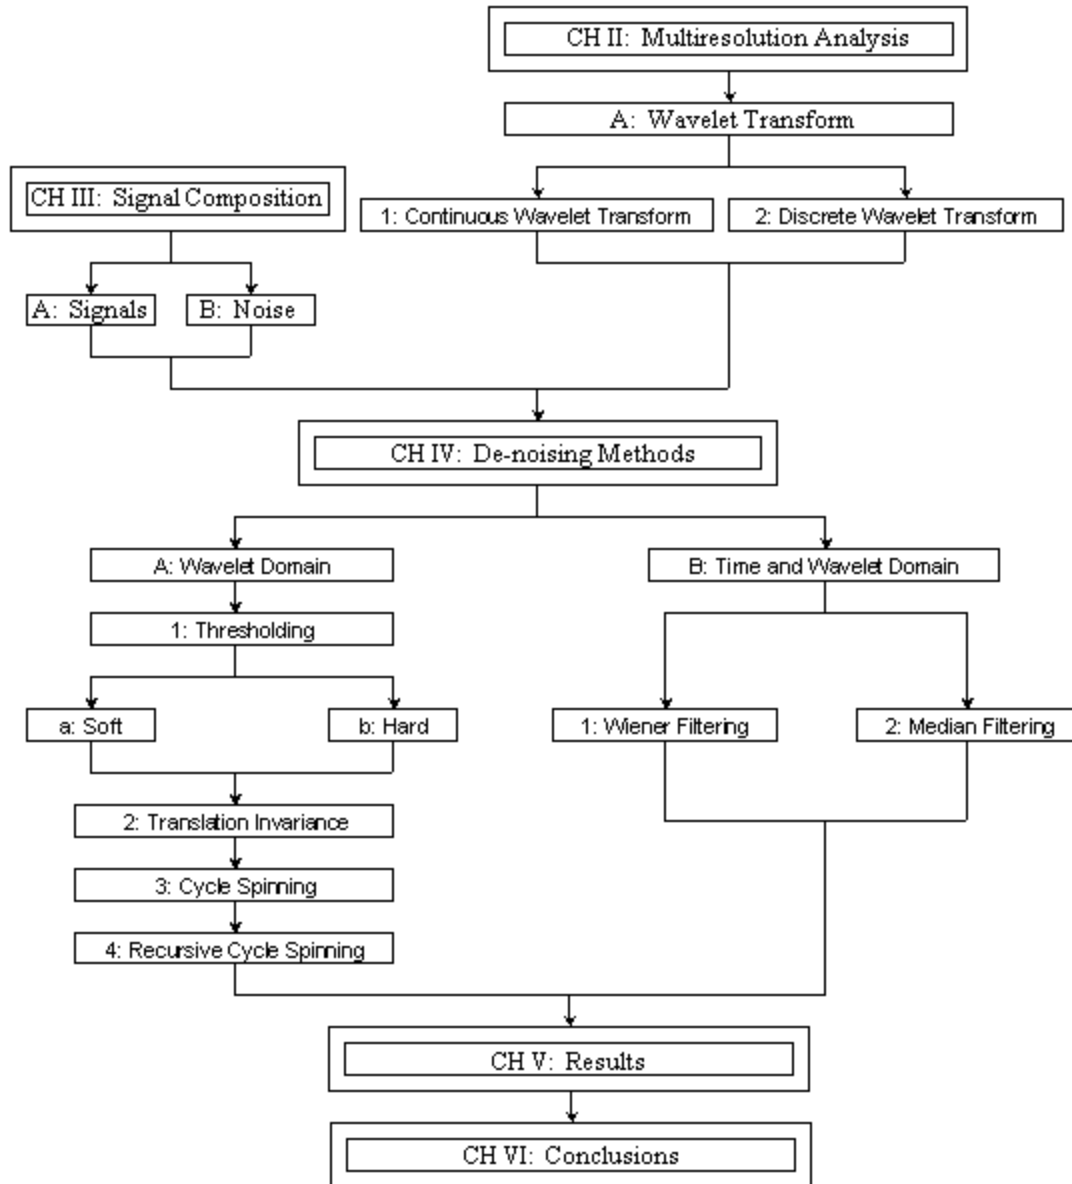 CH II: Multiresolution Analysis
A: Wavelet Transform
CH III: Signal Composition
1: Continuous Wavelet Transform
2: Discrete Wavelet Transform
A: Signals
B: Noise
CH IV: De-noising Methods
A: Wavelet Domain
B: Time and Wavelet Domain
1: Thresholding
a: Soft
b: Hard
1: Wiener Filtering
2: Median Filtering
2: Translation Invariance
3: Cycle Spinning
4: Recursive Cycle Spinning
CH V: Results
CH VI: Conclusions